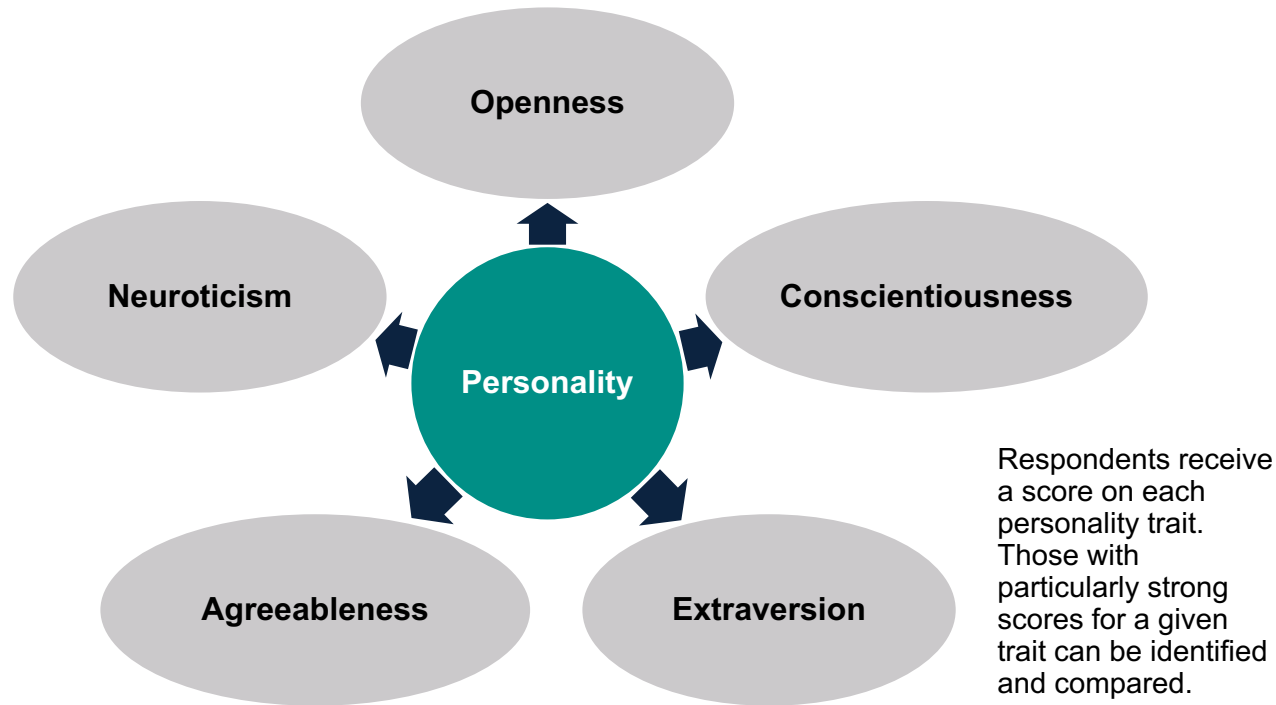 Openness
Neuroticism
Conscientiousness
Personality
Agreeableness
Extraversion
Respondents receive
a score on each
personality trait.
Those with
particularly strong
scores for a given
trait can be identified
and compared.